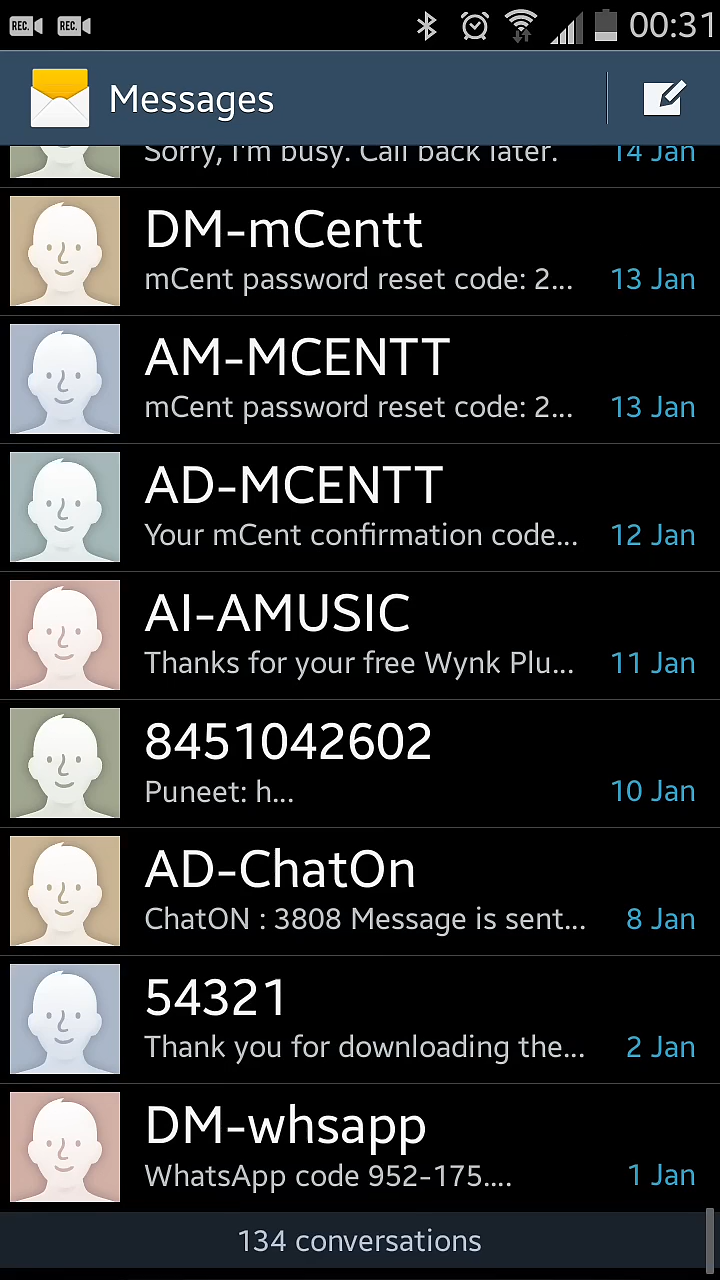 REC. REC. 00:31
Messages
Sorry, I'm busy. Call back later. 14 Jan
DM-mCentt
mCent password reset code: 2... 13 Jan
AM-MCENTT
mCent password reset code: 2... 13 Jan
AD-MCENTT
Your mCent confirmation code... 12 Jan
AI-AMUSIC
Thanks for your free Wynk Plu... 11 Jan
8451042602
Puneet: h... 10 Jan
AD-ChatOn
ChatON : 3808 Message is sent... 8 Jan
54321
Thank you for downloading the... 2 Jan
DM-whsapp
WhatsApp code 952-175.... 1 Jan
134 conversations